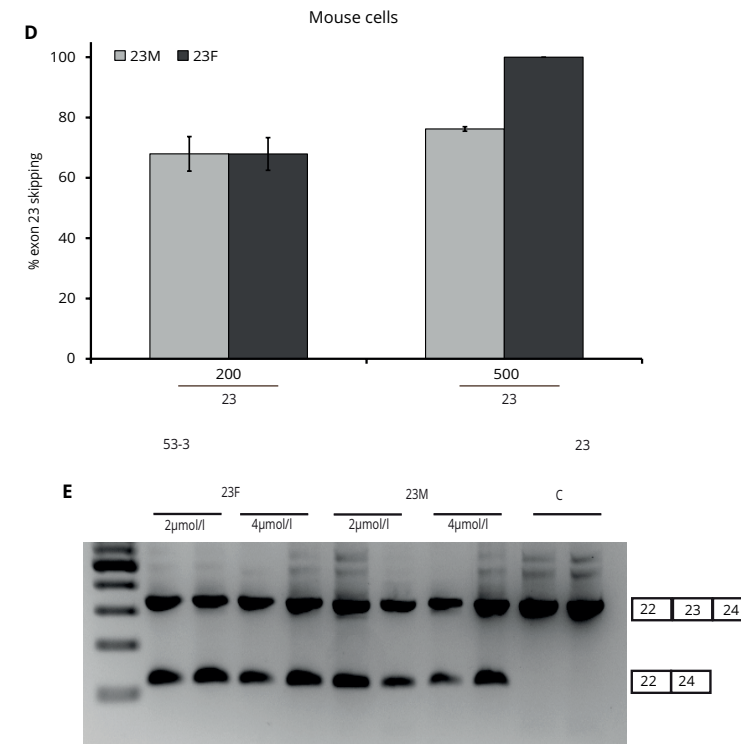 Mouse cells
D
100
23M 23F
80
60
40
20
0
% exon 23 skipping
200 500
23 23
53-3 23
E
23F 23M C
2µmol/l 4µmol/l 2µmol/l 4µmol/l
22 23 24
22 24